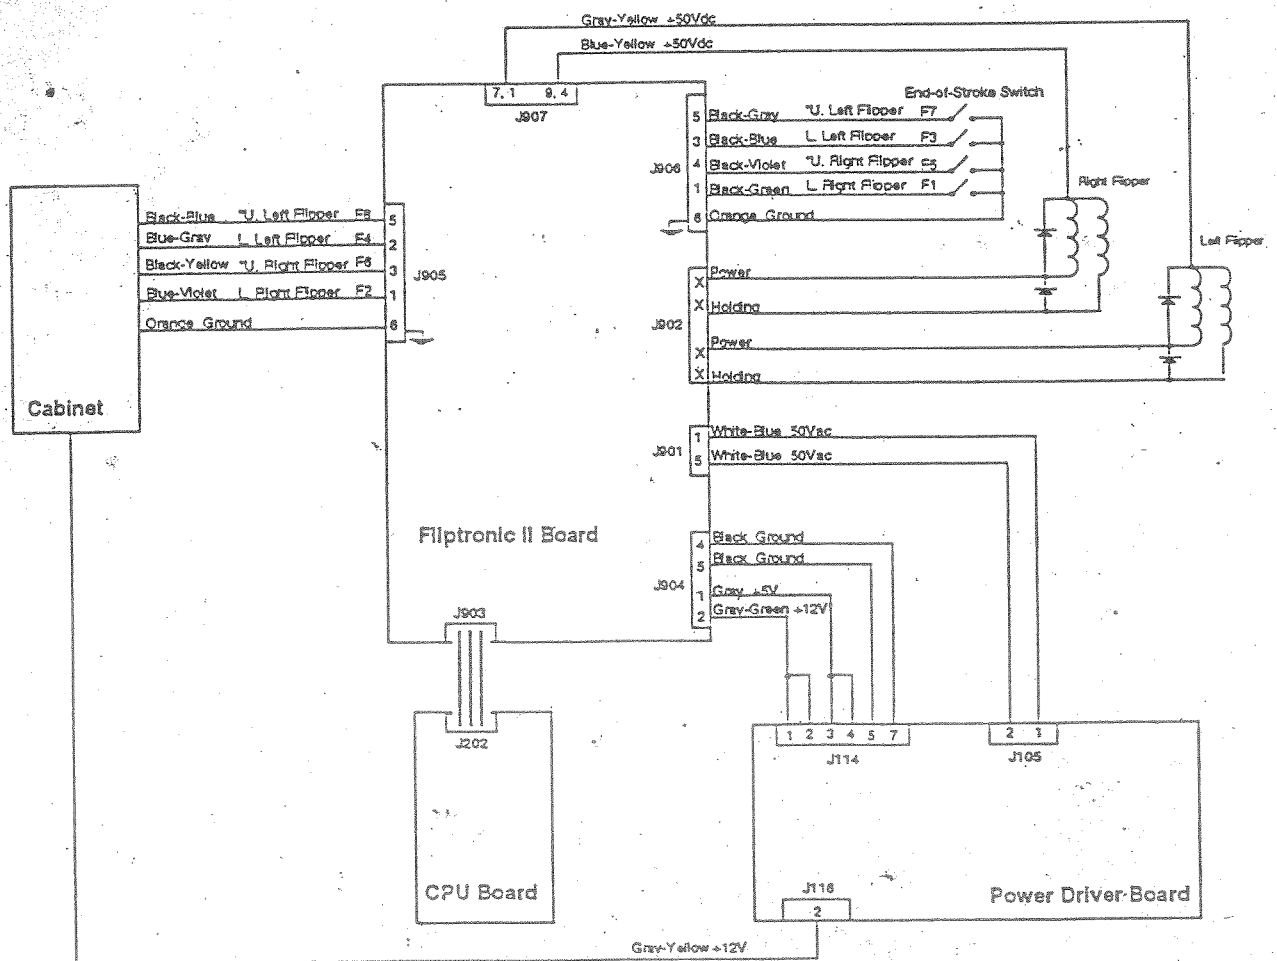 Gray-Yellow +50Vdc
Blue-Yellow +50Vdc
7, 1
9, 4
J907
End-of-Stroke Switch
5 Black-Gray *U. Left Flipper F7
3 Black-Blue L. Left Flipper F3
J906
4 Black-Violet *U. Right Flipper F5
1 Black-Green L. Right Flipper F1
6 Orange Ground
Right Flipper
Left Flipper
Black-Blue *U. Left Flipper F8 5
Blue-Gray L. Left Flipper F4 2
Black-Yellow *U. Right Flipper F6 3
J905
Blue-Violet L. Right Flipper F2 1
Orange Ground 6
Cabinet
Power
X
X Holding
J902
Power
X
X Holding
1 White-Blue 50Vac
J901
5 White-Blue 50Vac
Fliptronic II Board
4 Black Ground
5 Black Ground
J904
1 Gray +5V
2 Gray-Green +12V
J903
J202
CPU Board
1 2 3 4 5 7
J114
2 1
J105
Power Driver Board
J116
2
Gray-Yellow +12V